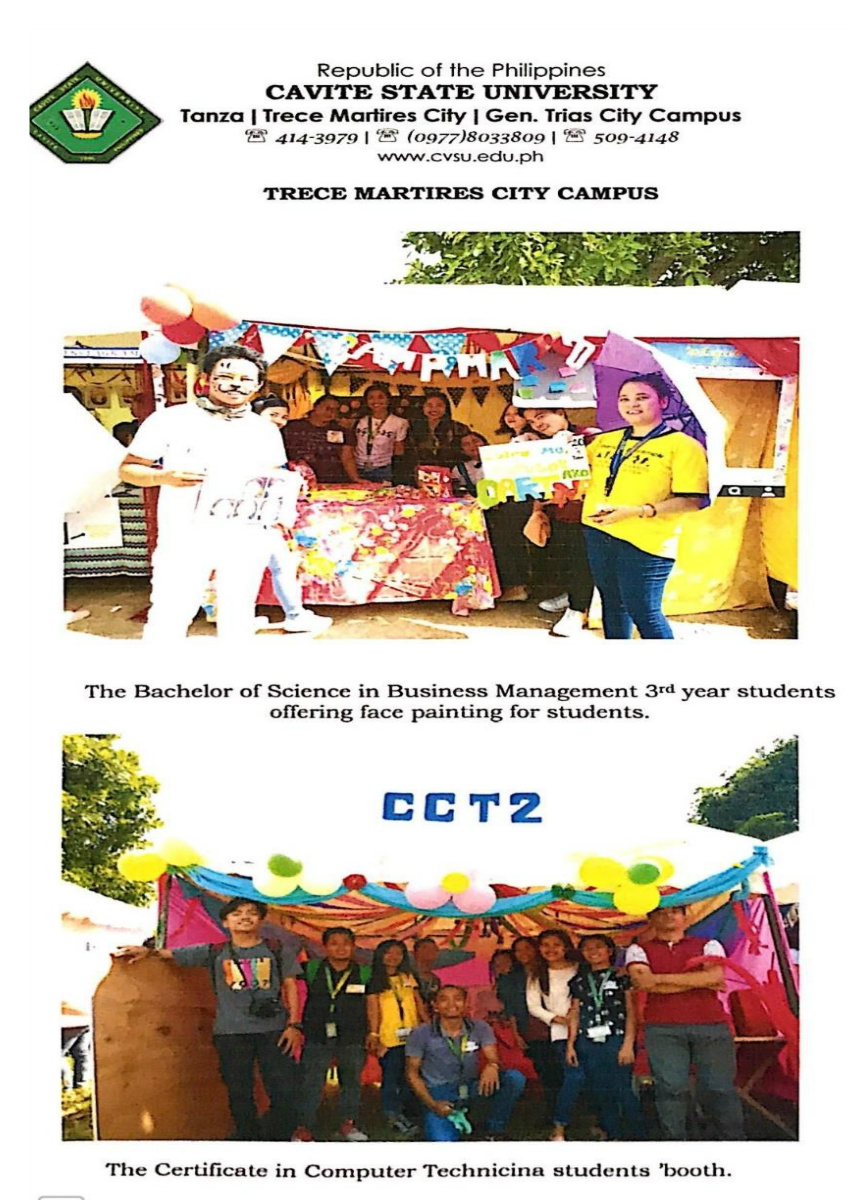 Republic of the Philippines
CAVITE STATE UNIVERSITY
Tanza | Trece Martires City | Gen. Trias City Campus
☏ 414-3979 | ☏ (0977)8033809 | ☏ 509-4148
www.cvsu.edu.ph
TRECE MARTIRES CITY CAMPUS
The Bachelor of Science in Business Management 3rd year students
offering face painting for students.
CCT2
The Certificate in Computer Technicina students 'booth.